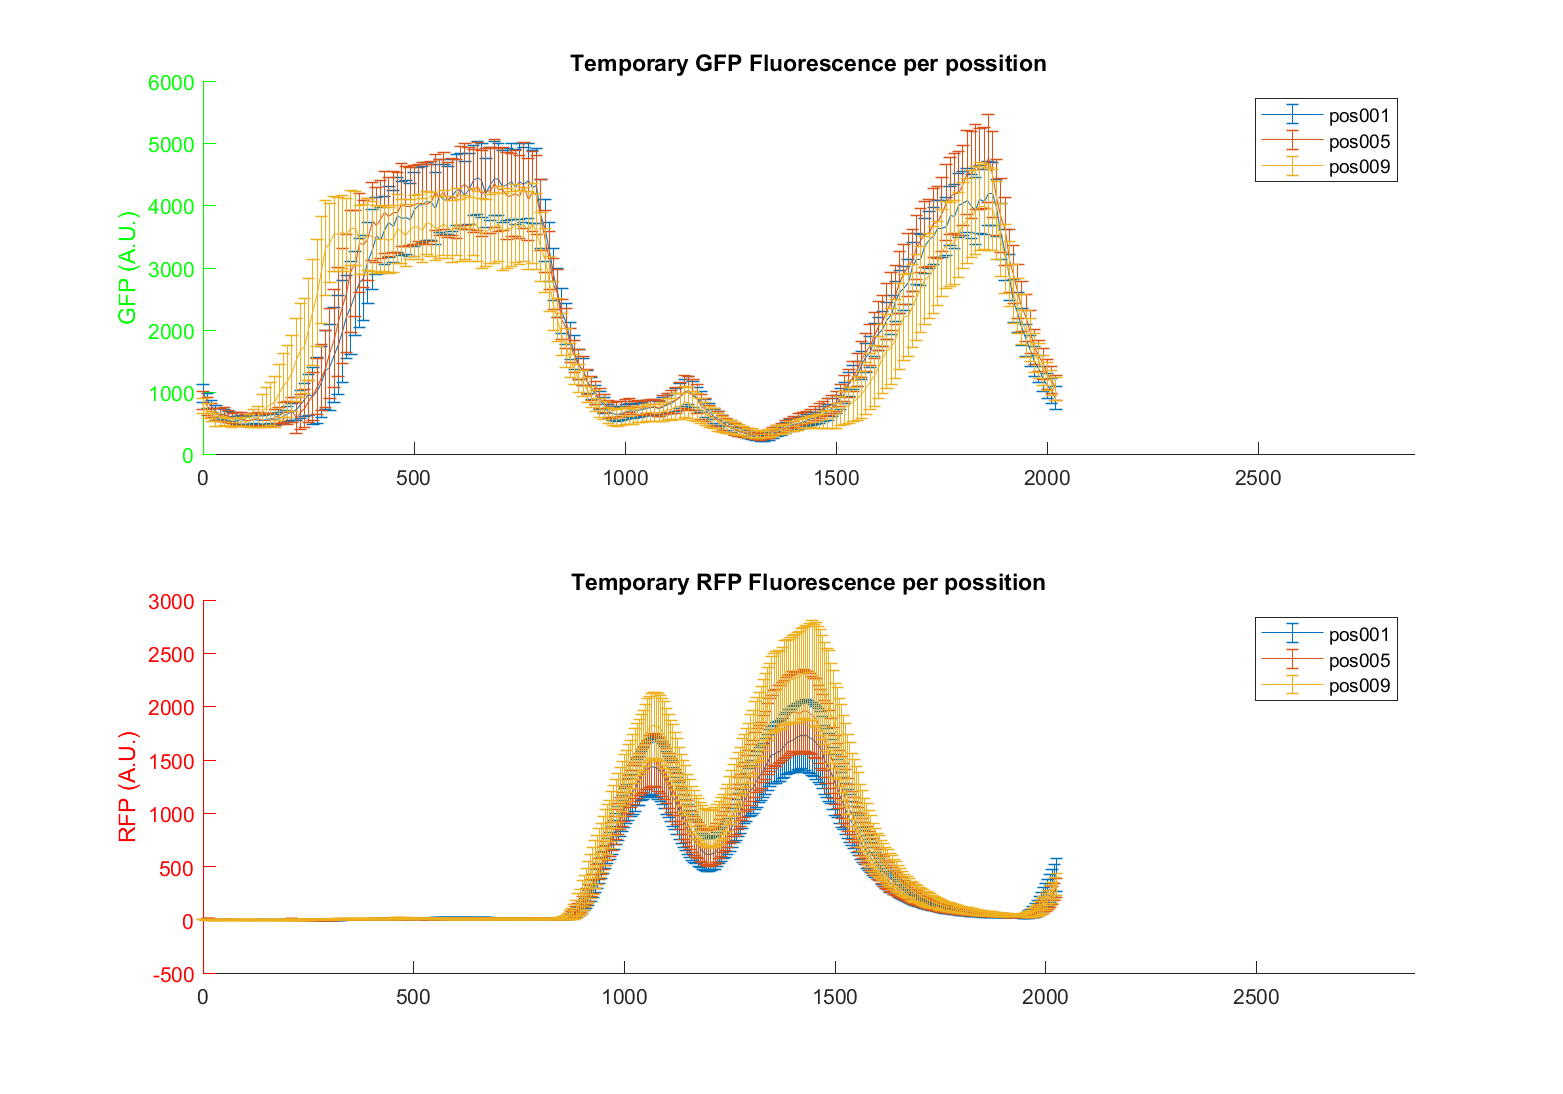 Temporary GFP Fluorescence per possition
GFP (A.U.)
6000
5000
4000
3000
2000
1000
0
0 500 1000 1500 2000 2500
pos001
pos005
pos009
Temporary RFP Fluorescence per possition
RFP (A.U.)
3000
2500
2000
1500
1000
500
0
-500
0 500 1000 1500 2000 2500
pos001
pos005
pos009